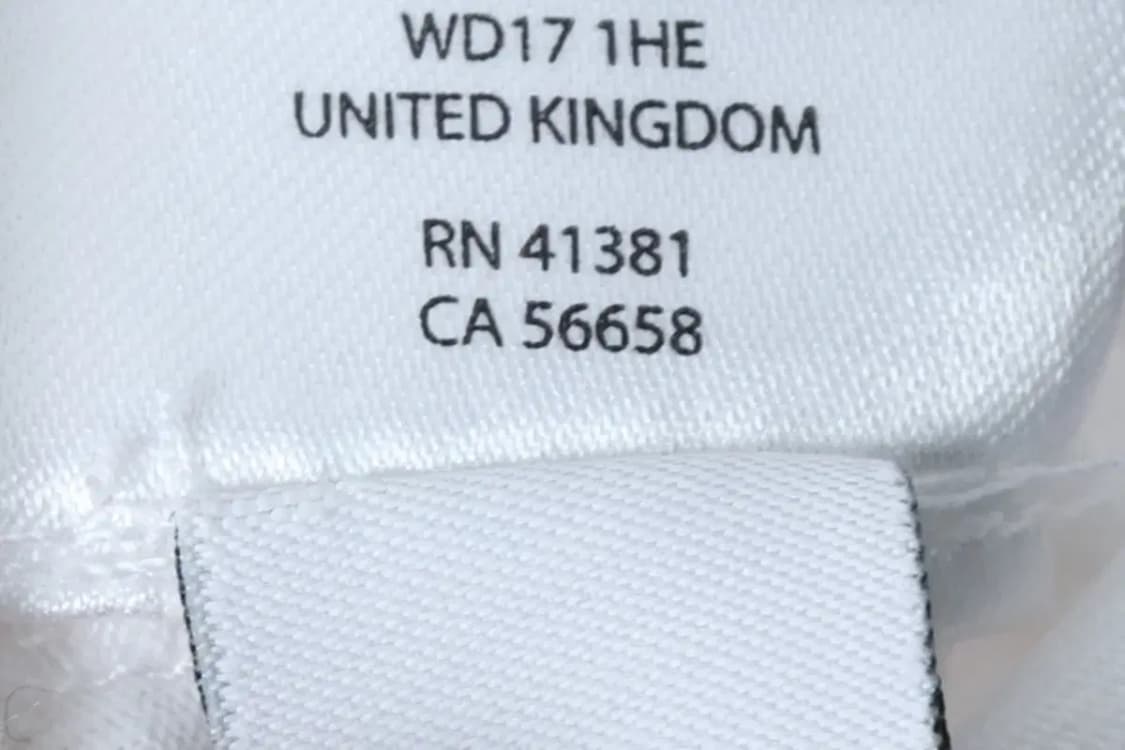 WD17 1HE
UNITED KINGDOM
RN 41381
CA 56658